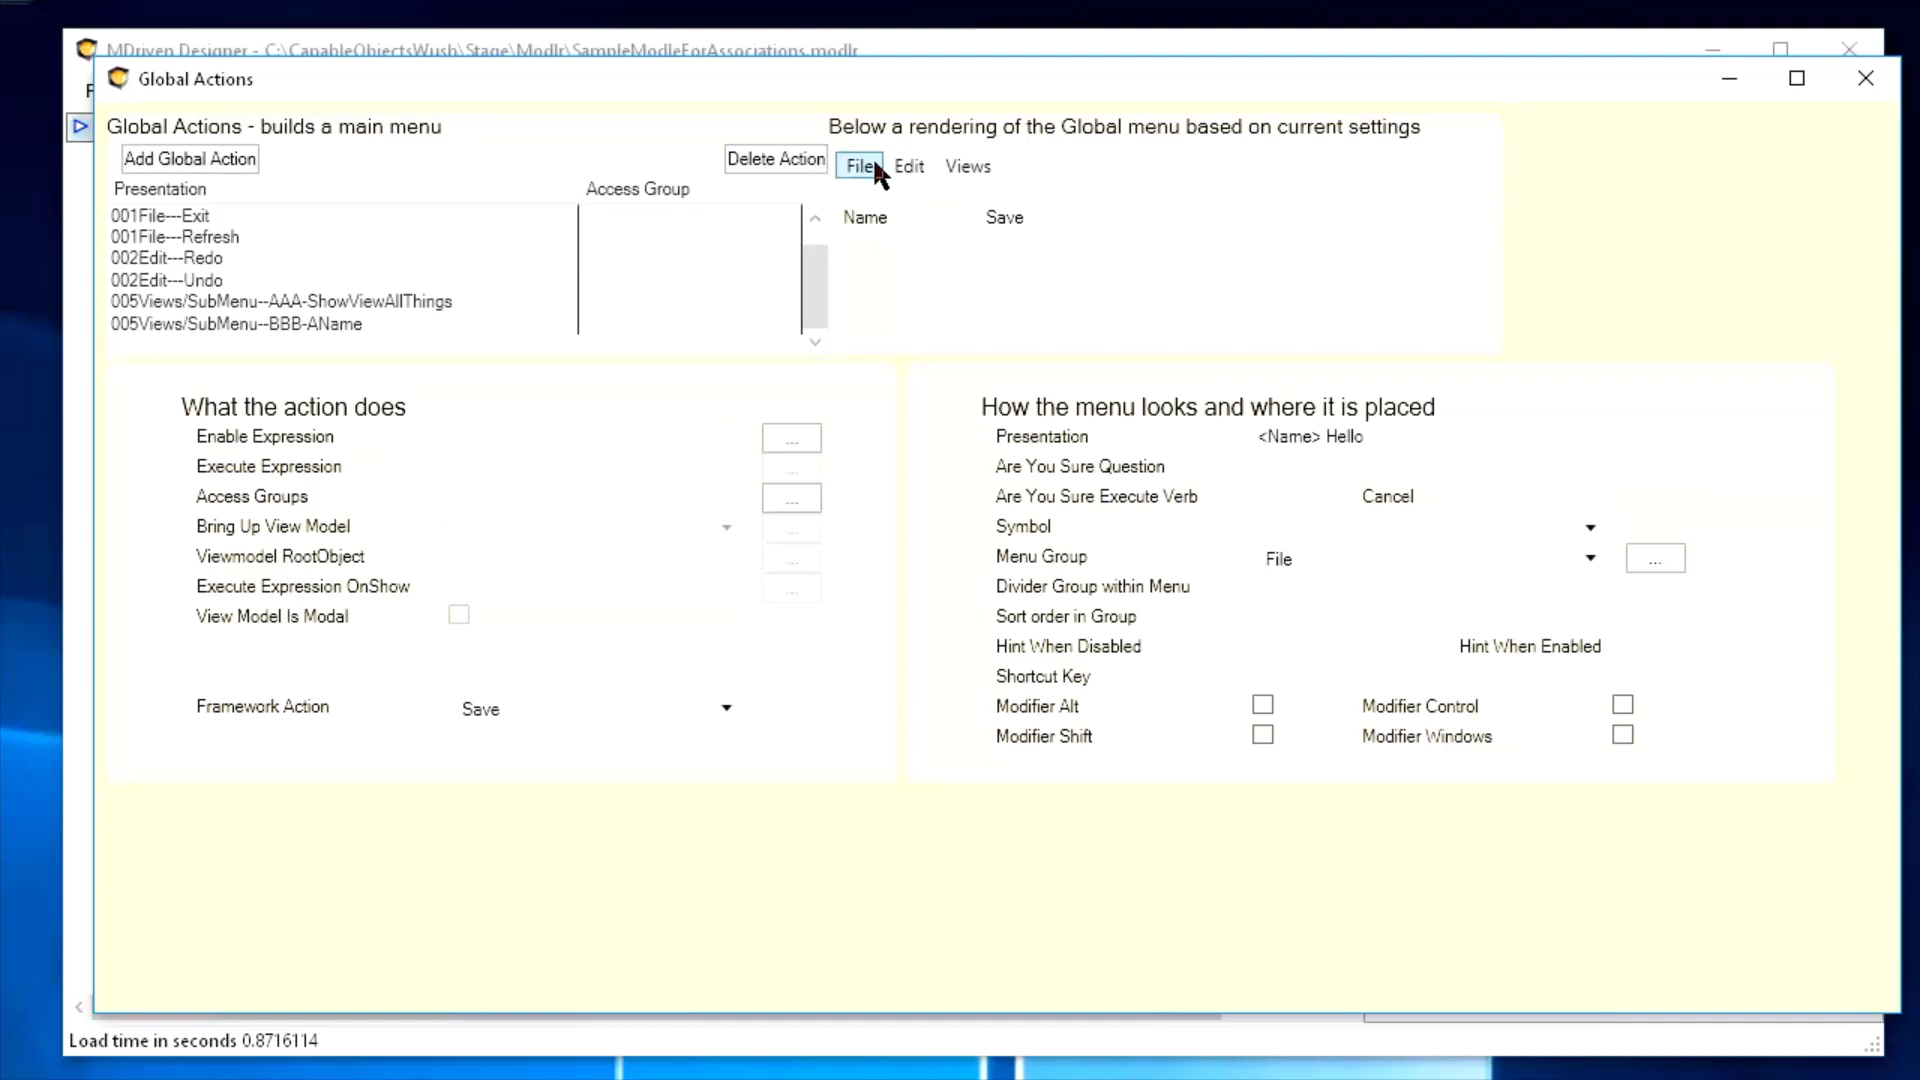 MDriven Designer - C:\CapableObjectsWush\Stage\Modlr\SampleModleForAssociations.modlr
Global Actions
Global Actions - builds a main menu
Below a rendering of the Global menu based on current settings
Add Global Action
Delete Action
File
Edit
Views
Presentation
Access Group
001File---Exit
Name
Save
001File---Refresh
002Edit---Redo
002Edit---Undo
005Views/SubMenu--AAA-ShowViewAllThings
005Views/SubMenu--BBB-AName
What the action does
Enable Expression
...
Execute Expression
...
Access Groups
...
Bring Up View Model
...
Viewmodel RootObject
...
Execute Expression OnShow
...
View Model Is Modal
Framework Action
Save
How the menu looks and where it is placed
Presentation
<Name> Hello
Are You Sure Question
Are You Sure Execute Verb
Cancel
Symbol
Menu Group
File
...
Divider Group within Menu
Sort order in Group
Hint When Disabled
Hint When Enabled
Shortcut Key
Modifier Alt
Modifier Control
Modifier Shift
Modifier Windows
Load time in seconds 0.8716114